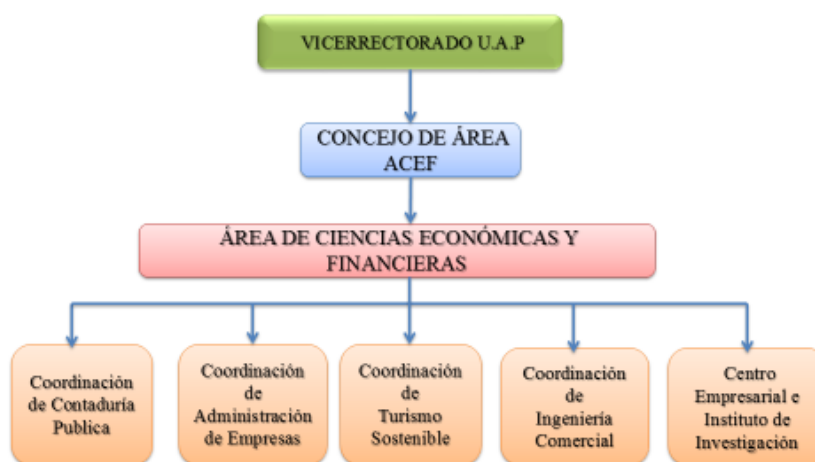 VICERRECTORADO U.A.P
CONCEJO DE ÁREA
ACEF
ÁREA DE CIENCIAS ECONÓMICAS Y
FINANCIERAS
Coordinación
de Contaduría
Publica
Coordinación
de
Administración
de Empresas
Coordinación
de
Turismo
Sostenible
Coordinación
de
Ingeniería
Comercial
Centro
Empresarial e
Instituto de
Investigación